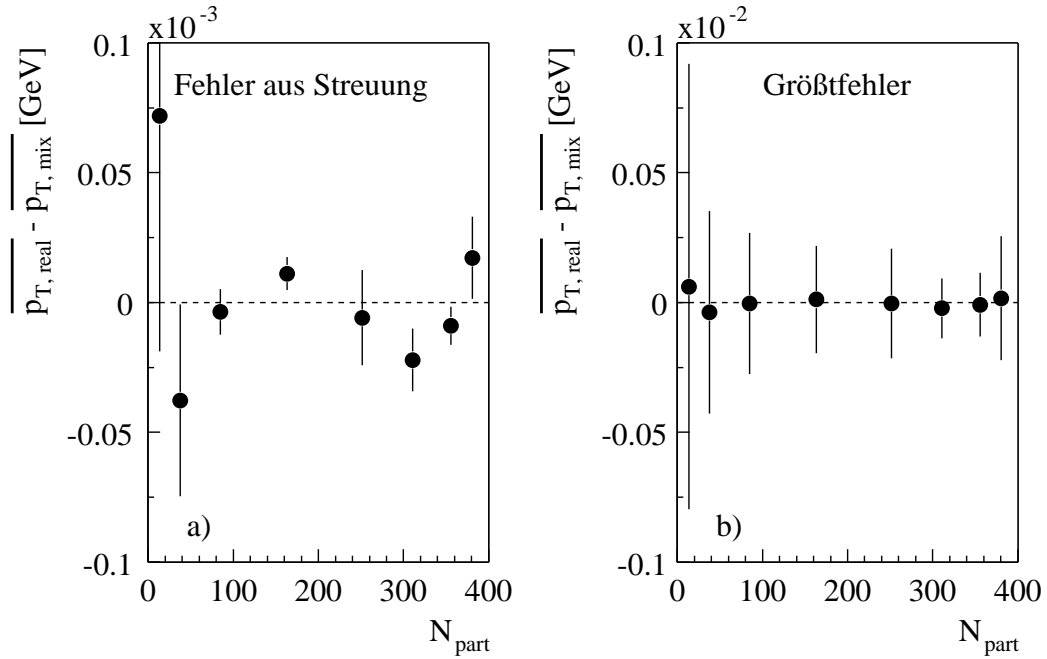 x10⁻³
p_T, real - p_T, mix [GeV]
0.1
0.05
0
-0.05
-0.1
Fehler aus Streuung
a)
0 100 200 300 400
N_part
x10⁻²
p_T, real - p_T, mix [GeV]
0.1
0.05
0
-0.05
-0.1
Größtfehler
b)
0 100 200 300 400
N_part